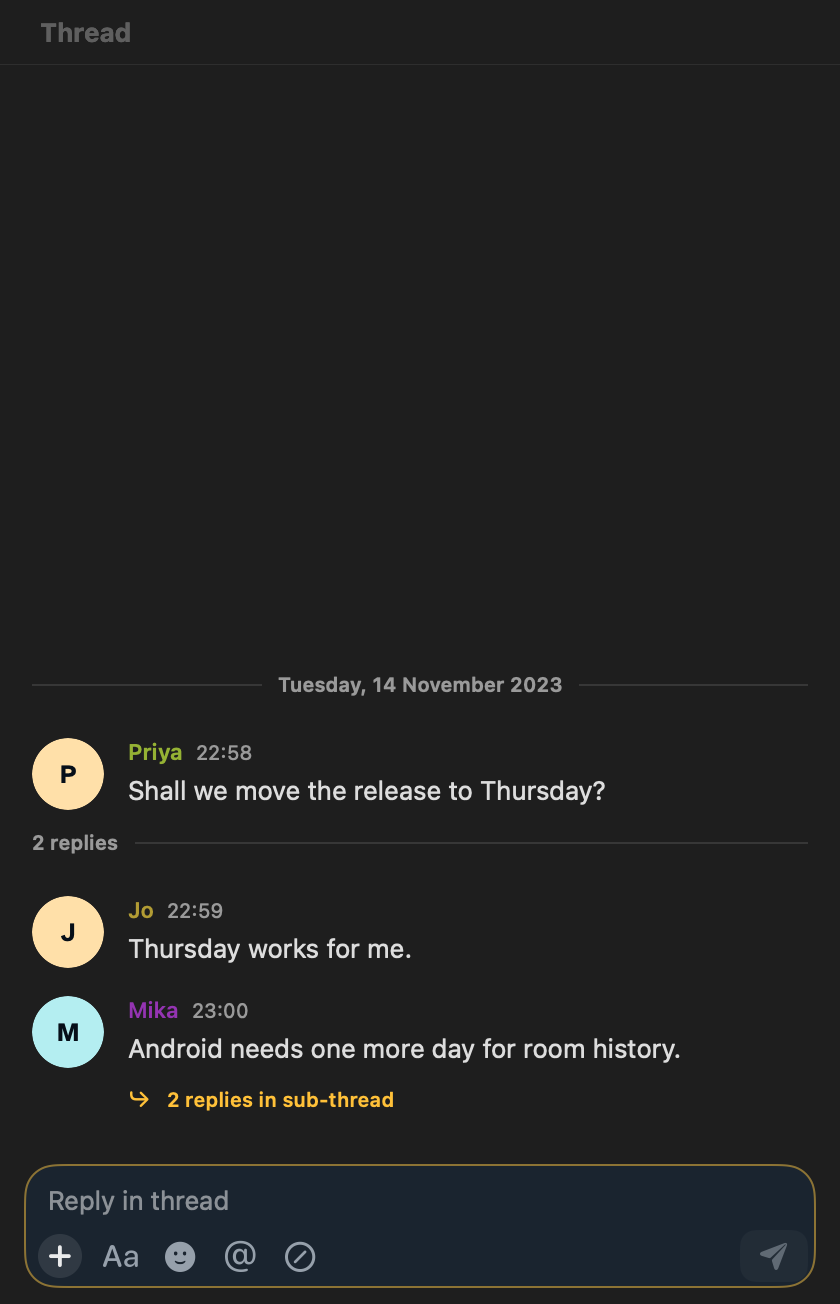 Thread
Tuesday, 14 November 2023
P
Priya 22:58
Shall we move the release to Thursday?
2 replies
J
Jo 22:59
Thursday works for me.
M
Mika 23:00
Android needs one more day for room history.
2 replies in sub-thread
Reply in thread
Aa @